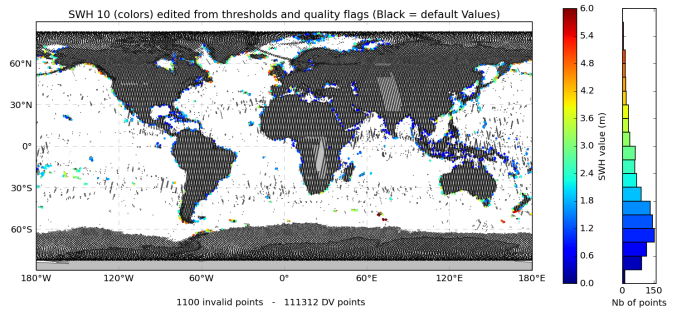 SWH 10 (colors) edited from thresholds and quality flags (Black = default Values)
60°N
30°N
0°
30°S
60°S
180°W 120°W 60°W 0° 60°E 120°E 180°E
1100 invalid points - 111312 DV points
6.0
5.4
4.8
4.2
3.6
3.0
2.4
1.8
1.2
0.6
0.0
SWH value (m)
0 150
Nb of points